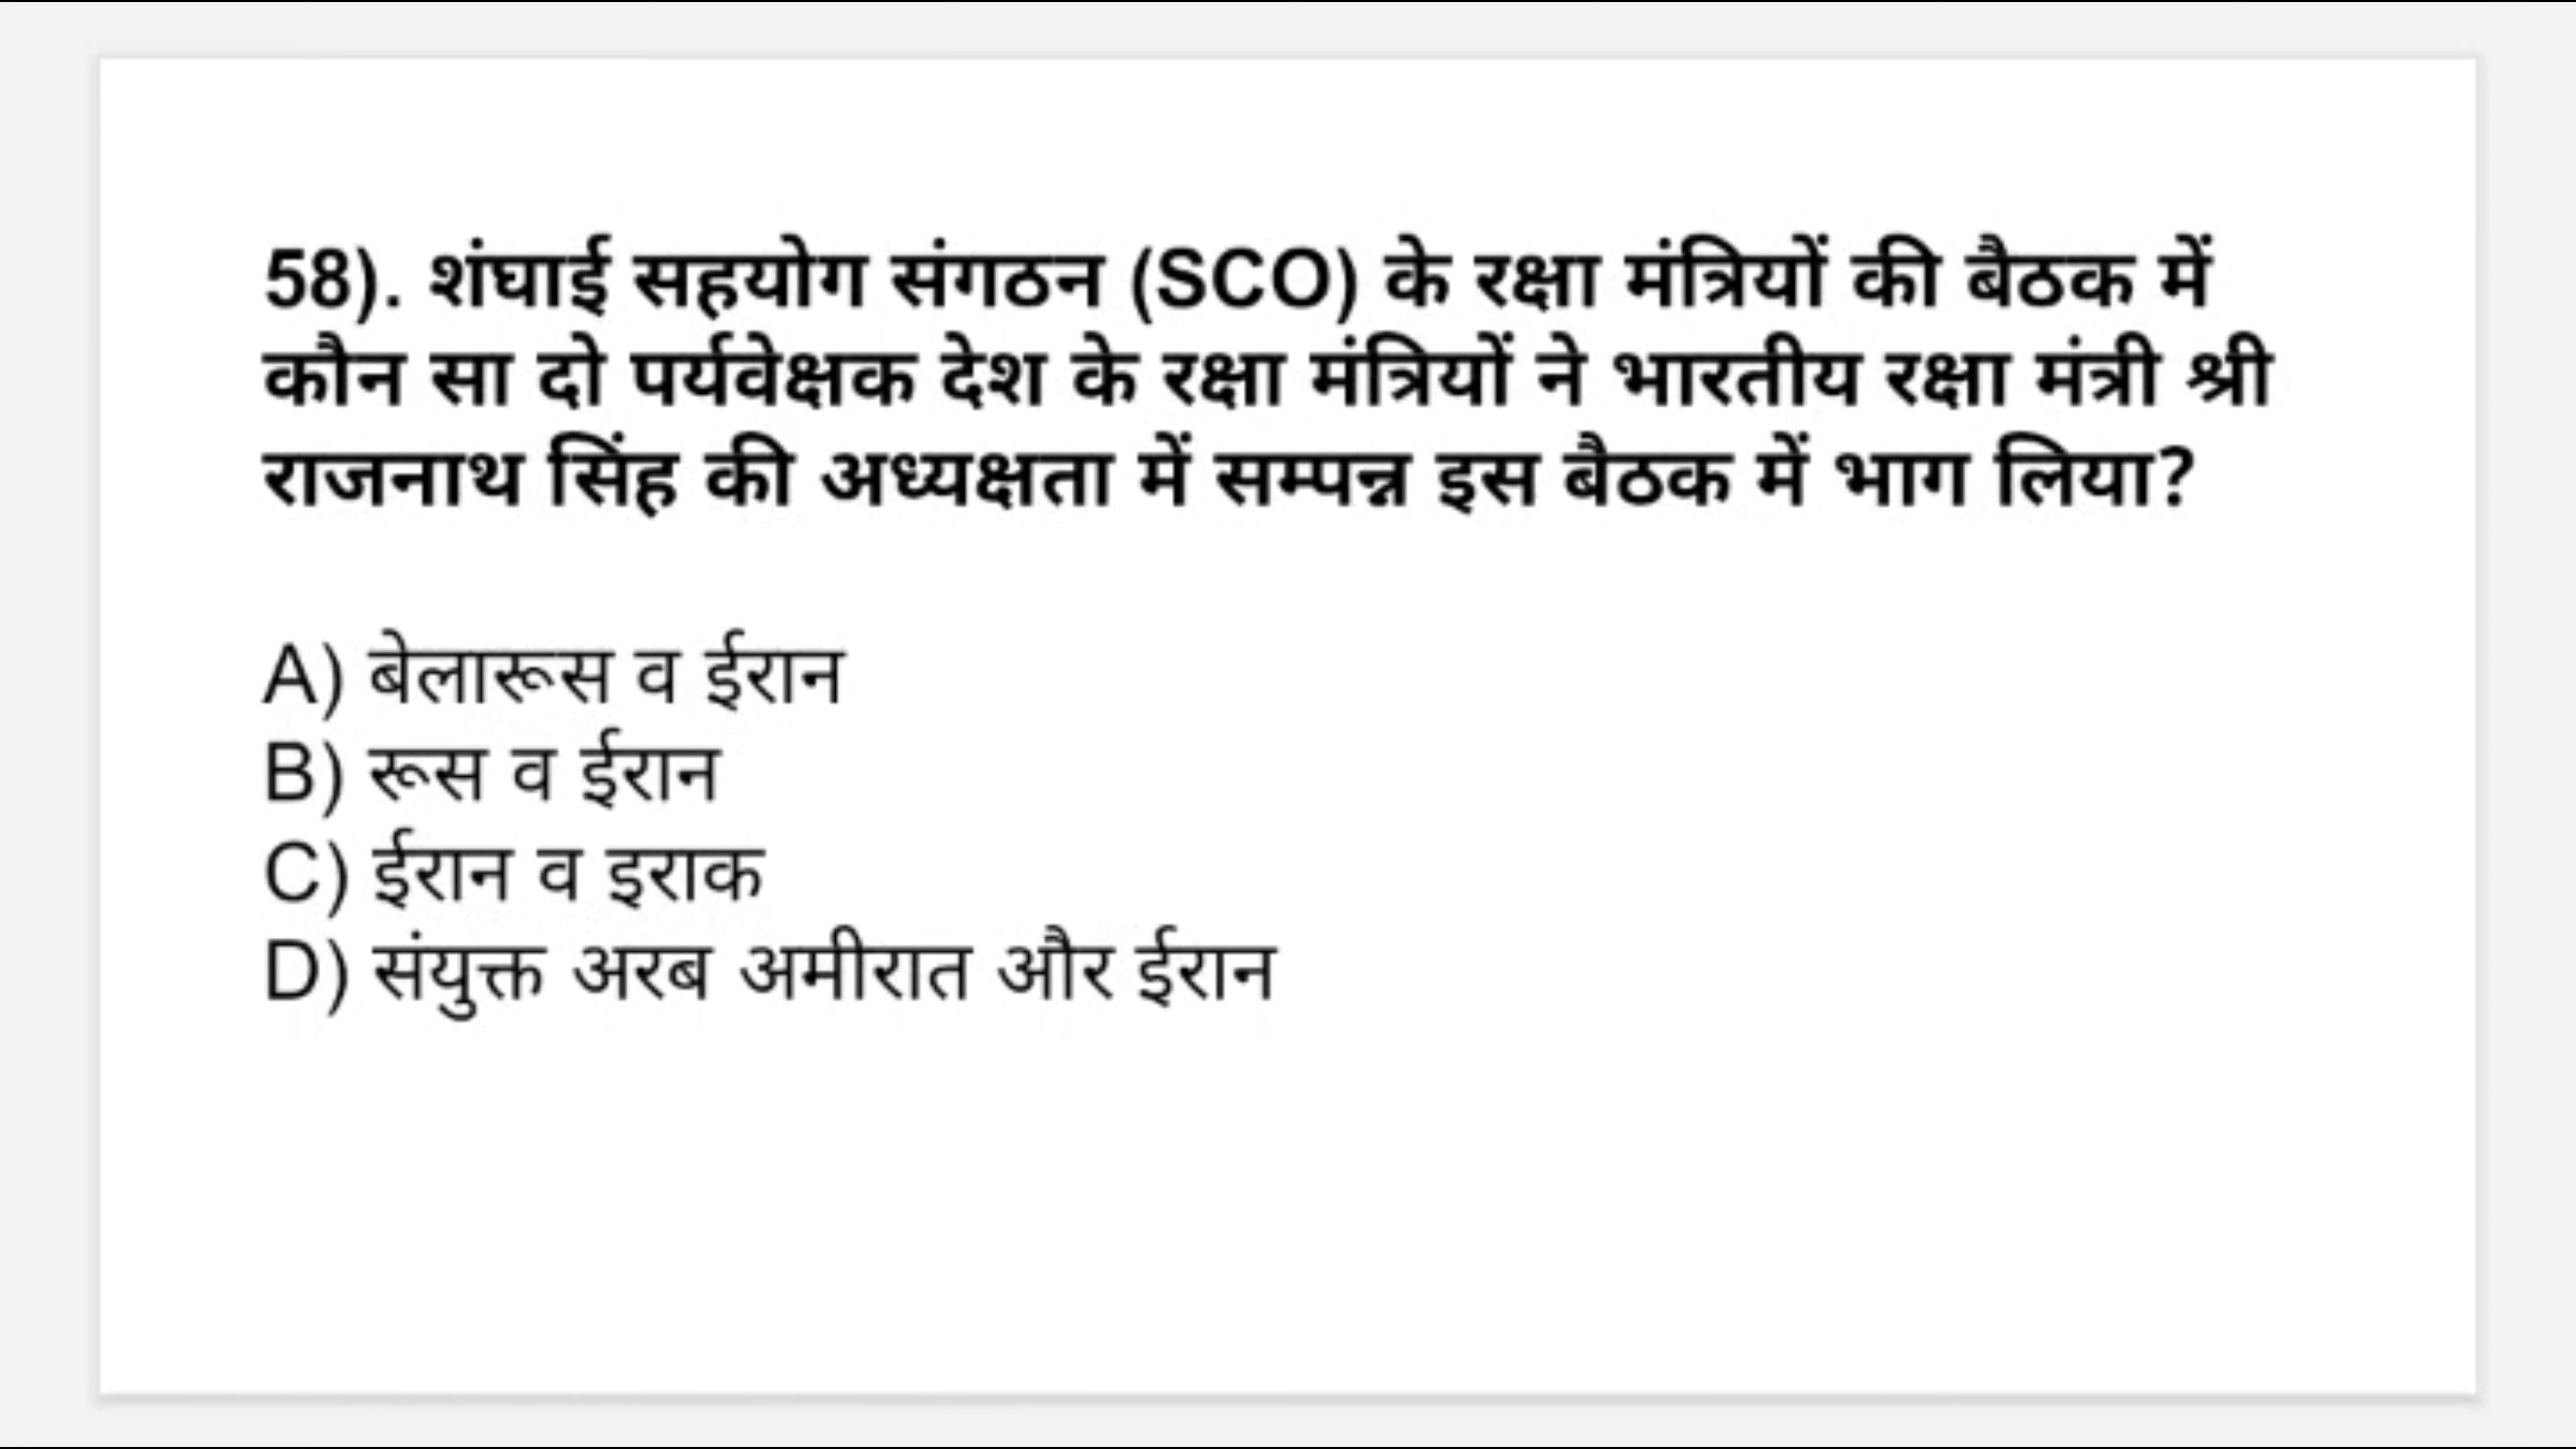 58). शंघाई सहयोग संगठन (SCO) के रक्षा मंत्रियों की बैठक में
कौन सा दो पर्यवेक्षक देश के रक्षा मंत्रियों ने भारतीय रक्षा मंत्री श्री
राजनाथ सिंह की अध्यक्षता में सम्पन्न इस बैठक में भाग लिया?
A) बेलारूस व ईरान
B) रूस व ईरान
C) ईरान व इराक
D) संयुक्त अरब अमीरात और ईरान